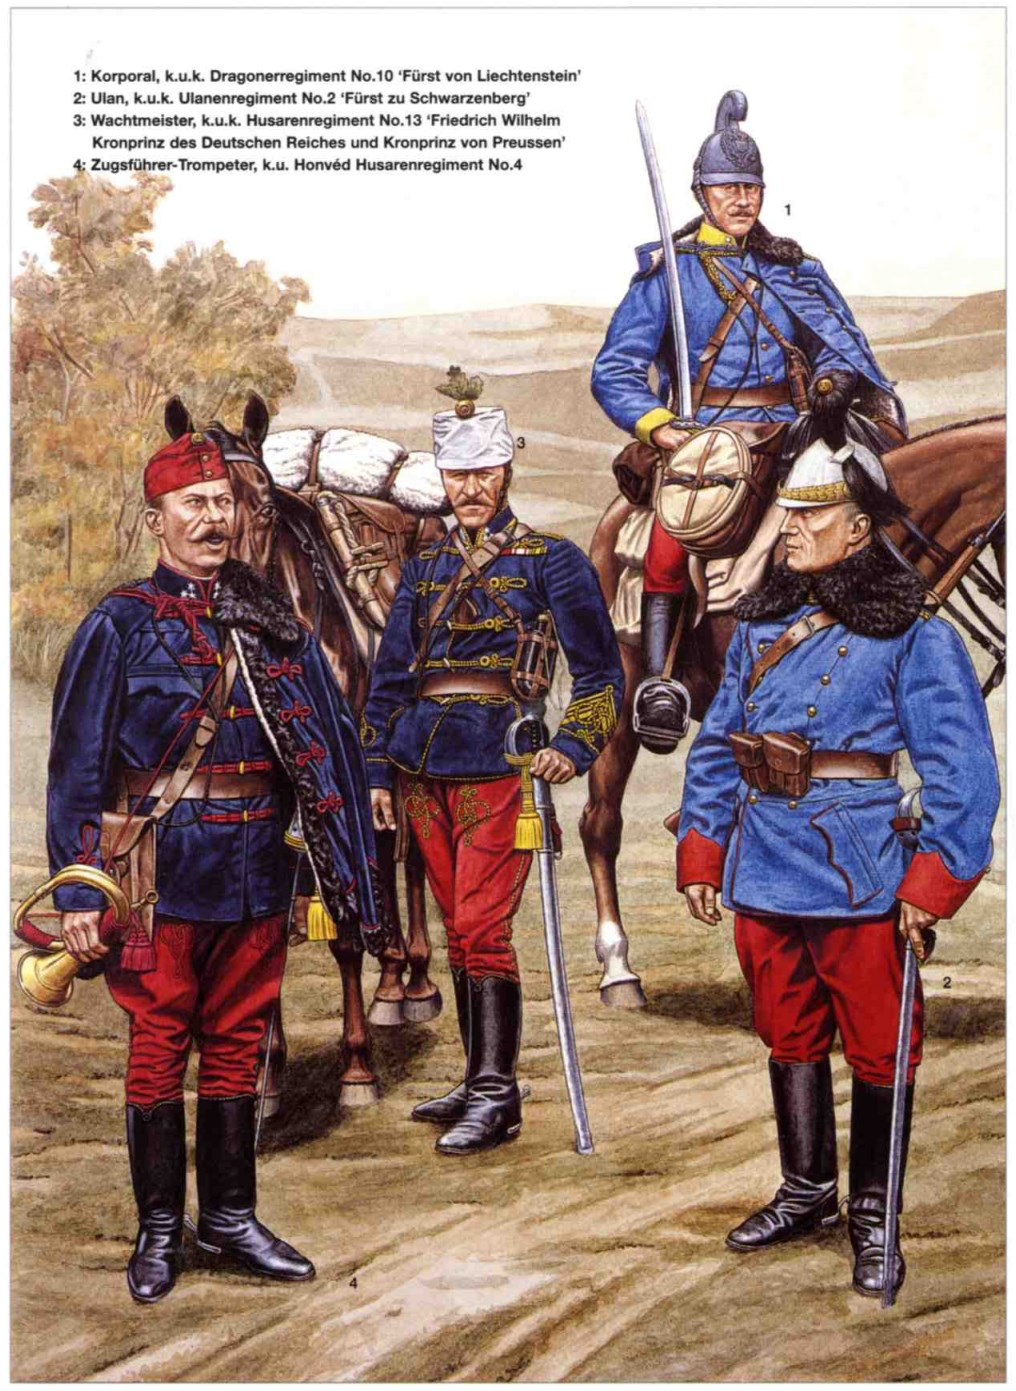 1: Korporal, k.u.k. Dragonerregiment No.10 ‘Fürst von Liechtenstein’
2: Ulan, k.u.k. Ulanenregiment No.2 ‘Fürst zu Schwarzenberg’
3: Wachtmeister, k.u.k. Husarenregiment No.13 ‘Friedrich Wilhelm
Kronprinz des Deutschen Reiches und Kronprinz von Preussen’
4: Zugsführer-Trompeter, k.u. Honvéd Husarenregiment No.4
1
3
2
4